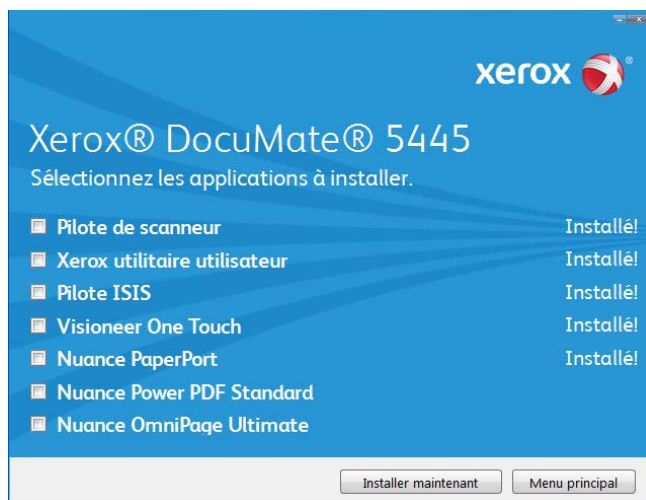 xerox ®
Xerox® DocuMate® 5445
Sélectionnez les applications à installer.
Pilote de scanneur Installé!
Xerox utilitaire utilisateur Installé!
Pilote ISIS Installé!
Visioneer One Touch Installé!
Nuance PaperPort Installé!
Nuance Power PDF Standard
Nuance OmniPage Ultimate
Installer maintenant Menu principal